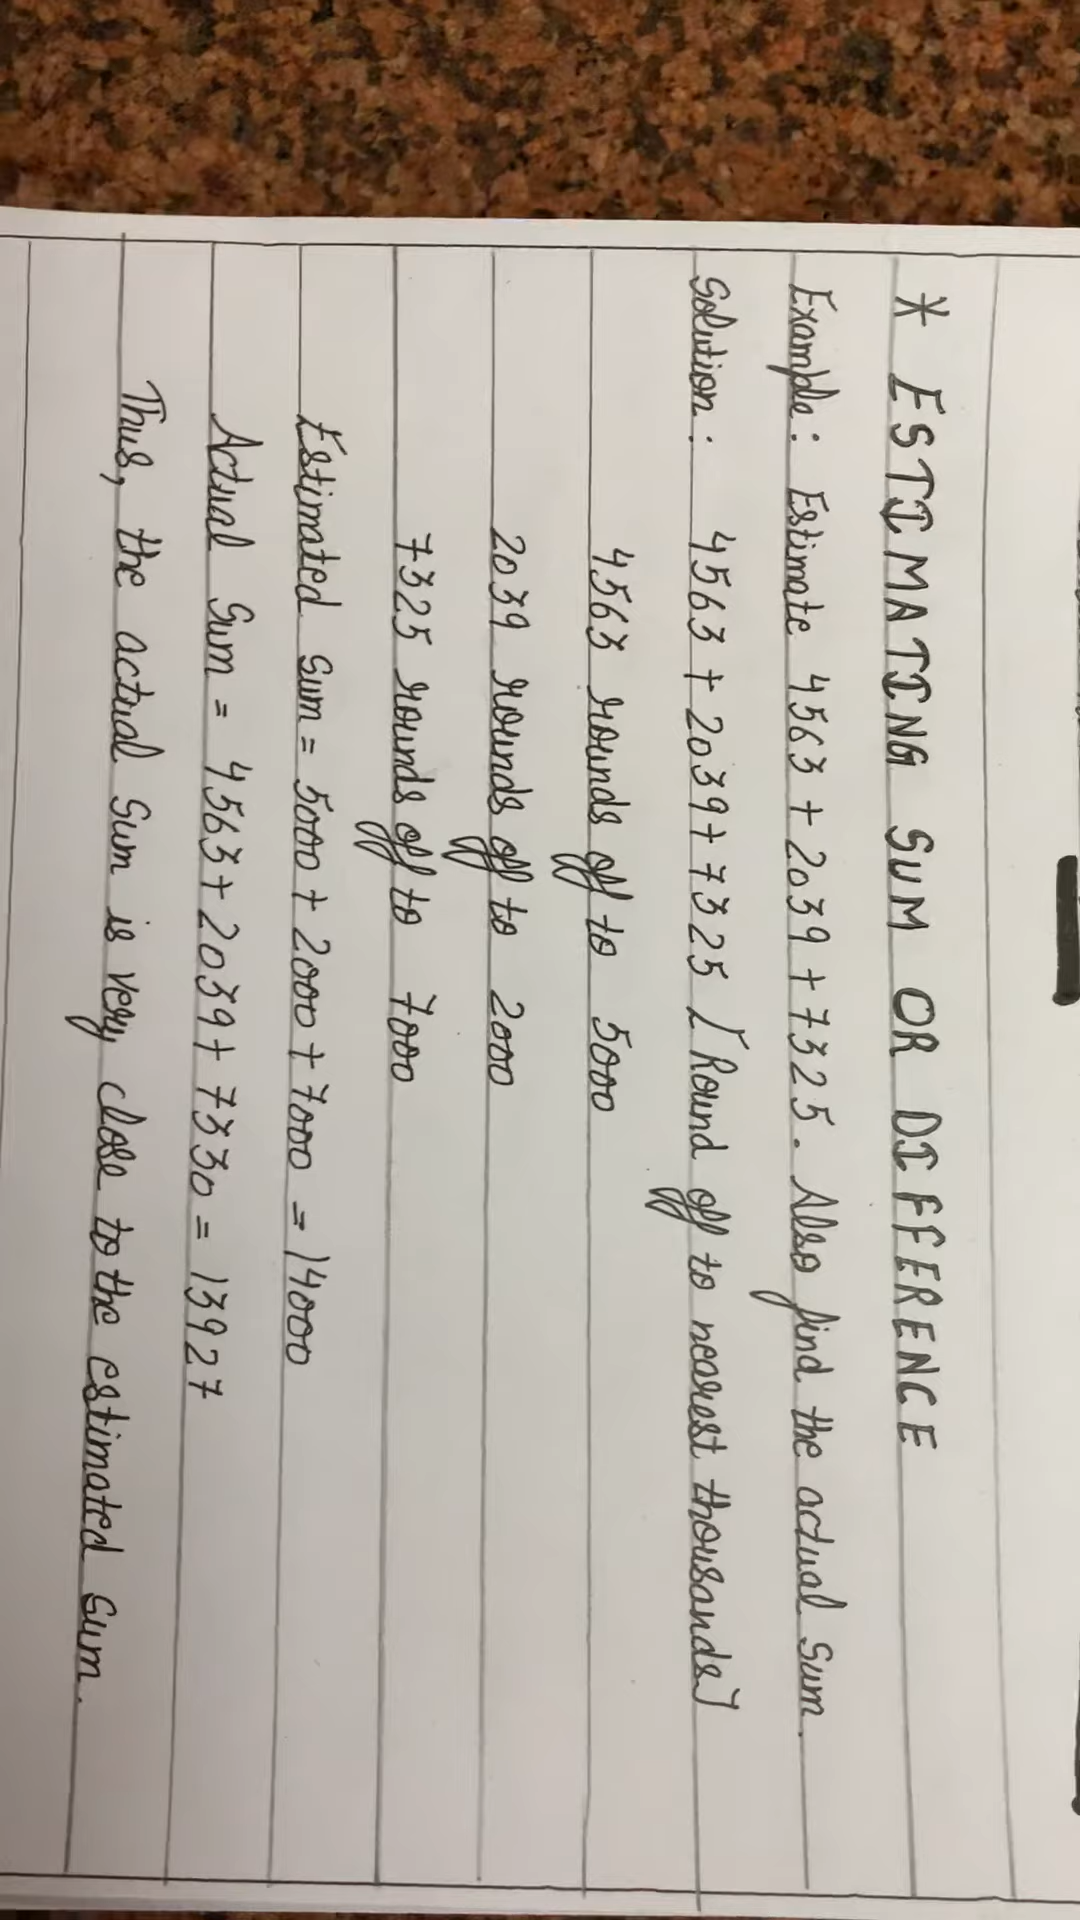 * ESTIMATING SUM OR DIFFERENCE
Example: Estimate 4563 + 2039 + 7325. Also find the actual sum.
Solution: 4563 + 2039 + 7325 [Round off to nearest thousands]
4563 rounds off to 5000
2039 rounds off to 2000
7325 rounds off to 7000
Estimated sum = 5000 + 2000 + 7000 = 14000
Actual sum = 4563 + 2039 + 7330 = 13927
Thus, the actual sum is very close to the estimated sum.